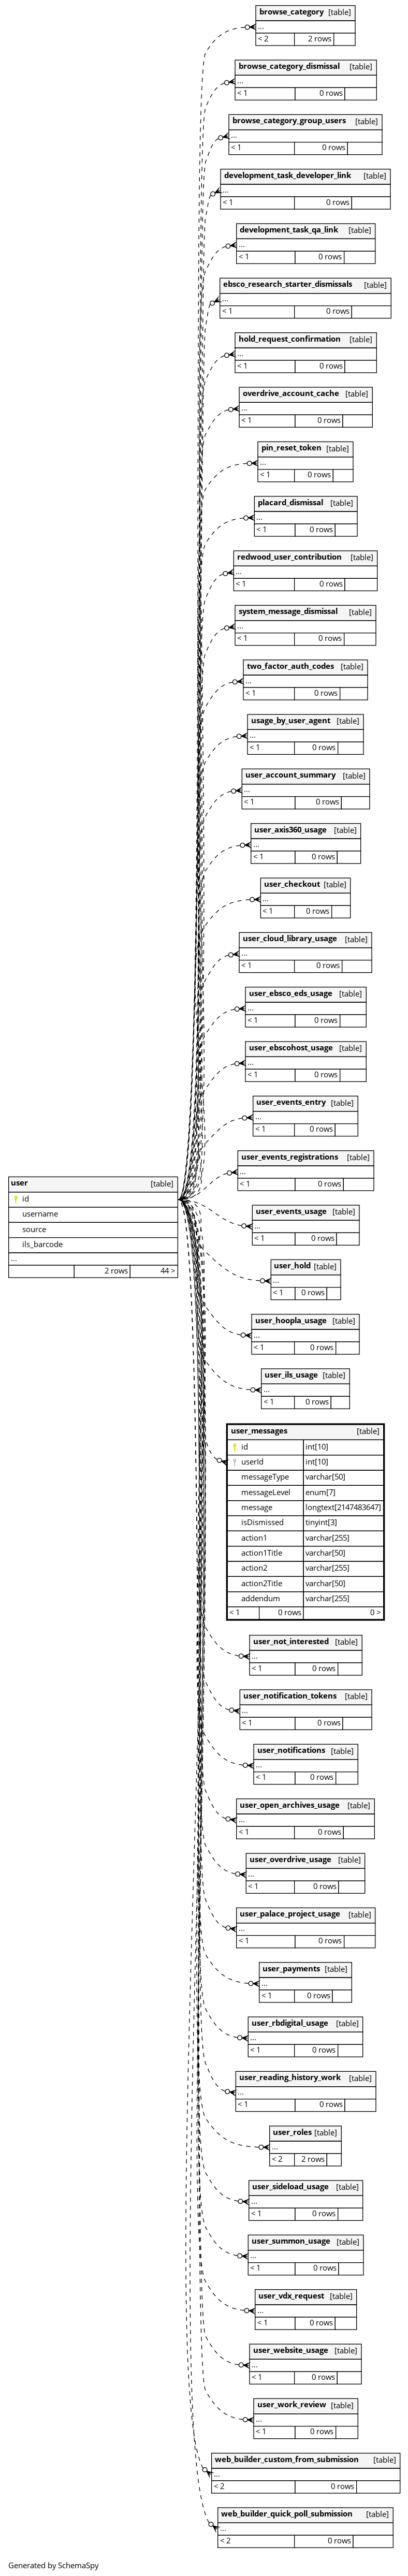 browse_category [table]
...
< 2 2 rows
browse_category_dismissal [table]
...
< 1 0 rows
browse_category_group_users [table]
...
< 1 0 rows
development_task_developer_link [table]
...
< 1 0 rows
development_task_qa_link [table]
...
< 1 0 rows
ebsco_research_starter_dismissals [table]
...
< 1 0 rows
hold_request_confirmation [table]
...
< 1 0 rows
overdrive_account_cache [table]
...
< 1 0 rows
pin_reset_token [table]
...
< 1 0 rows
placard_dismissal [table]
...
< 1 0 rows
redwood_user_contribution [table]
...
< 1 0 rows
system_message_dismissal [table]
...
< 1 0 rows
two_factor_auth_codes [table]
...
< 1 0 rows
usage_by_user_agent [table]
...
< 1 0 rows
user_account_summary [table]
...
< 1 0 rows
user_axis360_usage [table]
...
< 1 0 rows
user_checkout [table]
...
< 1 0 rows
user_cloud_library_usage [table]
...
< 1 0 rows
user_ebsco_eds_usage [table]
...
< 1 0 rows
user_ebscohost_usage [table]
...
< 1 0 rows
user_events_entry [table]
...
< 1 0 rows
user_events_registrations [table]
...
< 1 0 rows
user [table]
id
username
source
ils_barcode
...
2 rows 44 >
user_events_usage [table]
...
< 1 0 rows
user_hold [table]
...
< 1 0 rows
user_hoopla_usage [table]
...
< 1 0 rows
user_ils_usage [table]
...
< 1 0 rows
user_messages [table]
id int[10]
userId int[10]
messageType varchar[50]
messageLevel enum[7]
message longtext[2147483647]
isDismissed tinyint[3]
action1 varchar[255]
action1Title varchar[50]
action2 varchar[255]
action2Title varchar[50]
addendum varchar[255]
< 1 0 rows 0 >
user_not_interested [table]
...
< 1 0 rows
user_notification_tokens [table]
...
< 1 0 rows
user_notifications [table]
...
< 1 0 rows
user_open_archives_usage [table]
...
< 1 0 rows
user_overdrive_usage [table]
...
< 1 0 rows
user_palace_project_usage [table]
...
< 1 0 rows
user_payments [table]
...
< 1 0 rows
user_rbdigital_usage [table]
...
< 1 0 rows
user_reading_history_work [table]
...
< 1 0 rows
user_roles [table]
...
< 2 2 rows
user_sideload_usage [table]
...
< 1 0 rows
user_summon_usage [table]
...
< 1 0 rows
user_vdx_request [table]
...
< 1 0 rows
user_website_usage [table]
...
< 1 0 rows
user_work_review [table]
...
< 1 0 rows
web_builder_custom_from_submission [table]
...
< 2 0 rows
web_builder_quick_poll_submission [table]
...
< 2 0 rows
Generated by SchemaSpy